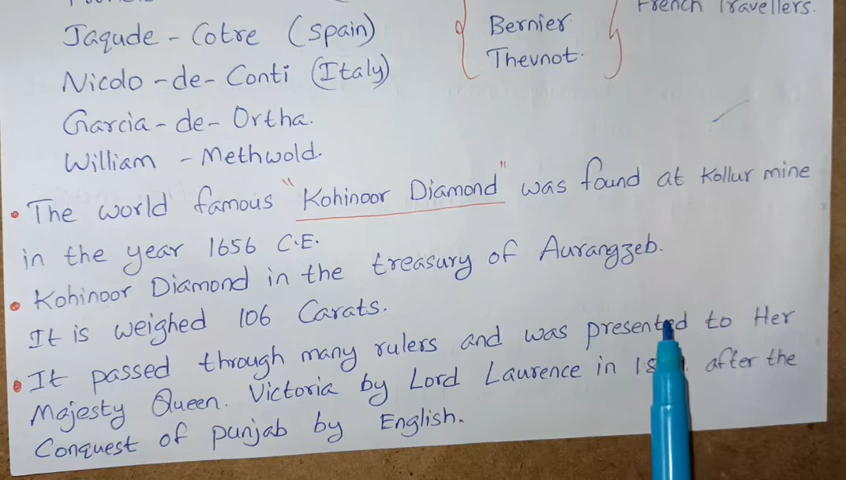 French Travellers.
Jaqude - Cotre (Spain)
Bernier
Nicolo - de - Conti (Italy)
Thevnot.
Garcia - de - Ortha.
William - Methwold.
• The world famous "Kohinoor Diamond" was found at Kollur mine
in the year 1656 C.E.
• Kohinoor Diamond in the treasury of Aurangzeb.
It is weighed 106 Carats.
• It passed through many rulers and was presented to Her
Majesty Queen. Victoria by Lord Laurence in after the
Conquest of punjab by English.